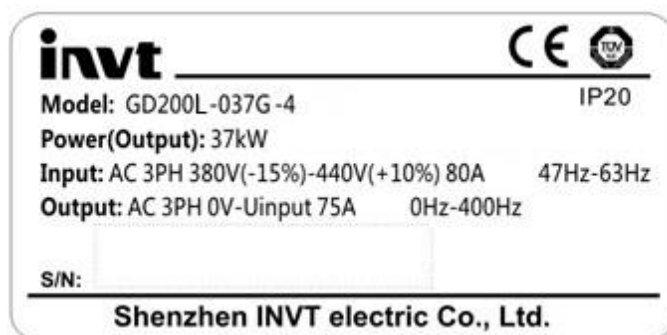 invt
CE TÜV
Model: GD200L-037G-4 IP20
Power(Output): 37kW
Input: AC 3PH 380V(-15%)-440V(+10%) 80A 47Hz-63Hz
Output: AC 3PH 0V-Uinput 75A 0Hz-400Hz
S/N:
Shenzhen INVT electric Co., Ltd.